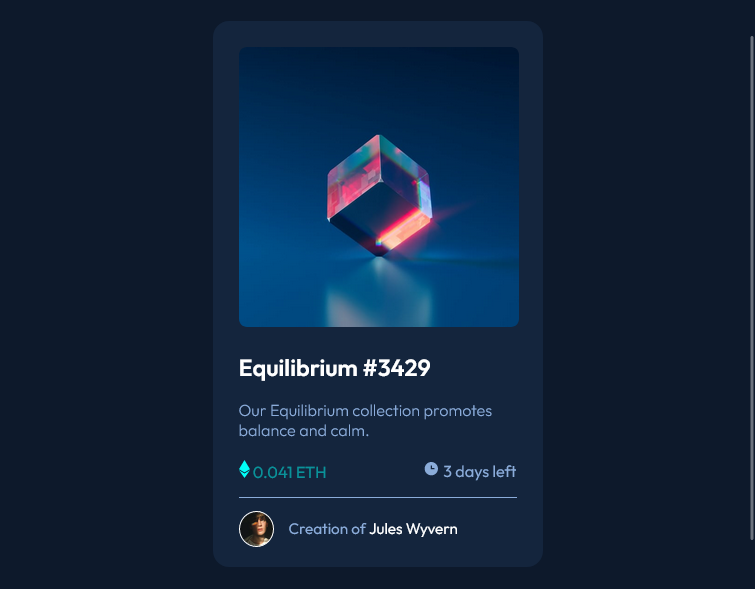 Equilibrium #3429
Our Equilibrium collection promotes
balance and calm.
0.041 ETH
3 days left
Creation of Jules Wyvern